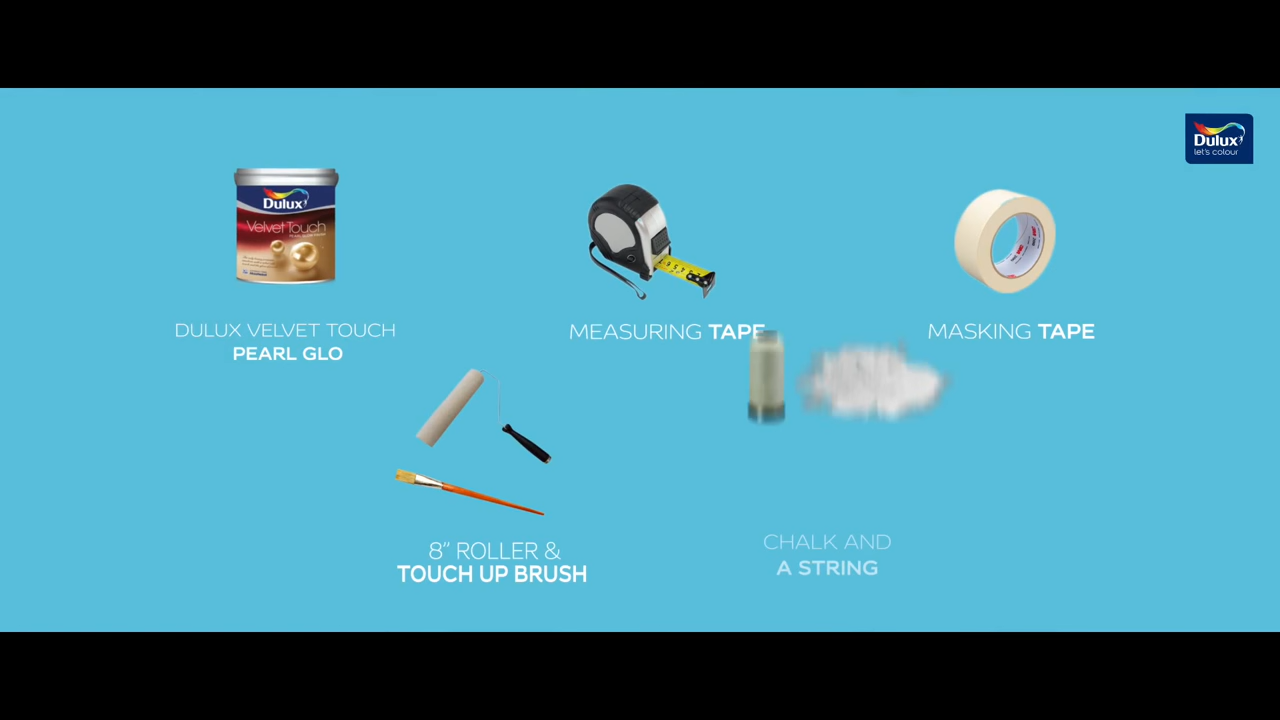 Dulux
let's colour
Dulux
Velvet Touch
DULUX VELVET TOUCH
PEARL GLO
MEASURING TAPE
MASKING TAPE
8” ROLLER &
TOUCH UP BRUSH
CHALK AND
A STRING